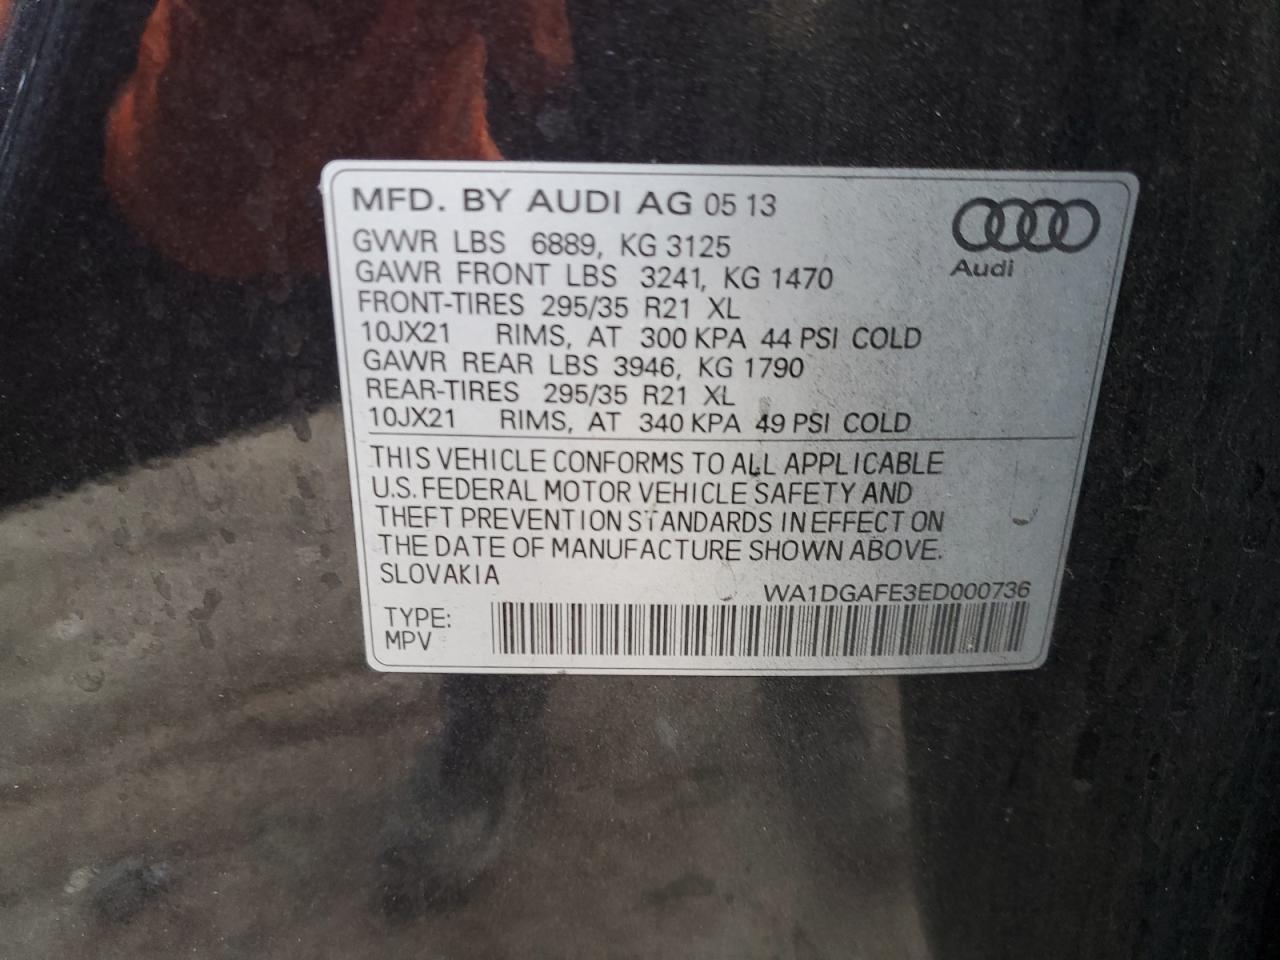 MFD. BY AUDI AG 05 13
Audi
GVWR LBS 6889, KG 3125
GAWR FRONT LBS 3241, KG 1470
FRONT-TIRES 295/35 R21 XL
10JX21 RIMS, AT 300 KPA 44 PSI COLD
GAWR REAR LBS 3946, KG 1790
REAR-TIRES 295/35 R21 XL
10JX21 RIMS, AT 340 KPA 49 PSI COLD
THIS VEHICLE CONFORMS TO ALL APPLICABLE
U.S. FEDERAL MOTOR VEHICLE SAFETY AND
THEFT PREVENTION STANDARDS IN EFFECT ON
THE DATE OF MANUFACTURE SHOWN ABOVE.
SLOVAKIA
WA1DGAFE3ED000736
TYPE:
MPV